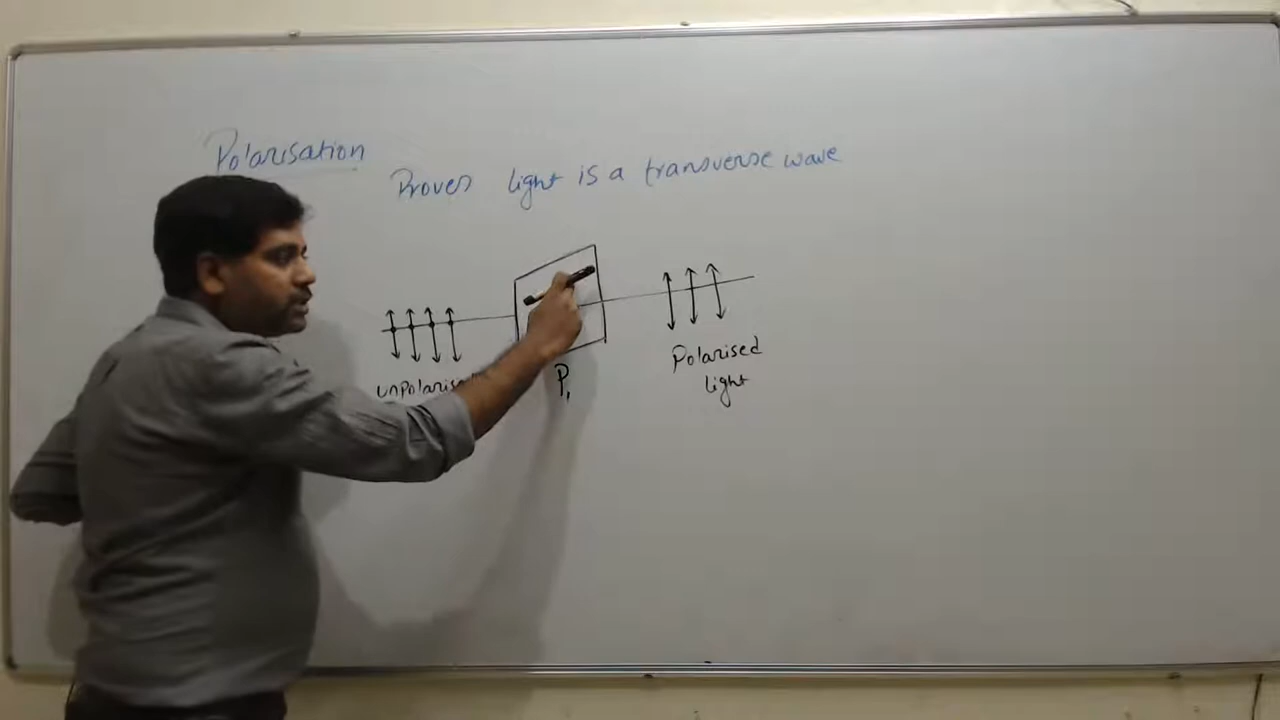 Polarisation
Proves light is a transverse wave
P₁
Polarised
light